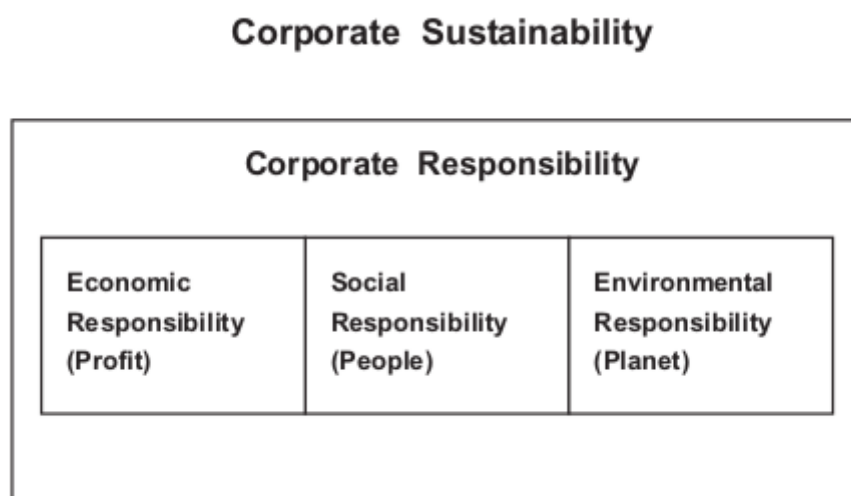 Corporate Sustainability
Corporate Responsibility
Economic
Responsibility
(Profit)
Social
Responsibility
(People)
Environmental
Responsibility
(Planet)